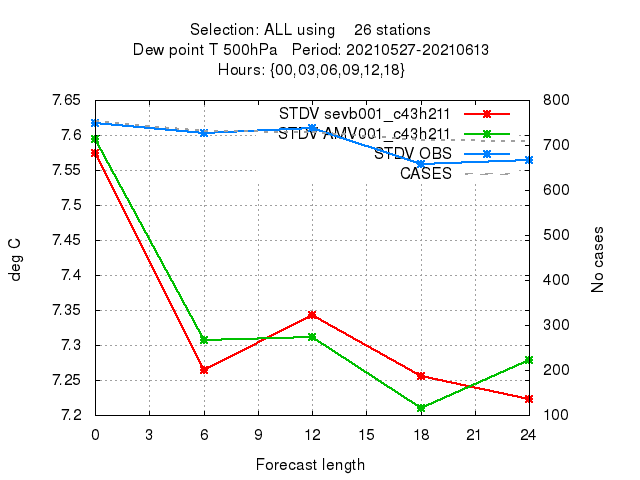 Selection: ALL using    26 stations
Dew point T 500hPa   Period: 20210527-20210613
Hours: {00,03,06,09,12,18}
7.65
7.6
7.55
7.5
7.45
7.4
7.35
7.3
7.25
7.2
deg C
STDV sevb001_c43h211
STDV AMV001_c43h211
STDV OBS
CASES
800
700
600
500
400
300
200
100
No cases
0 3 6 9 12 15 18 21 24
Forecast length